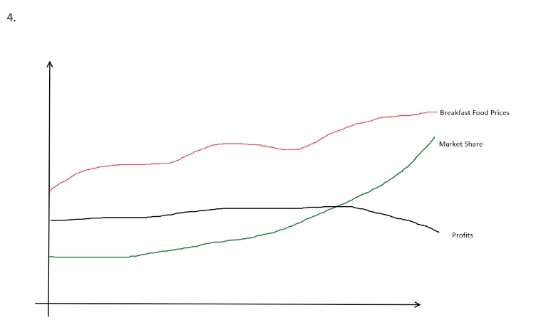 4.
Breakfast Food Prices
Market Share
Profits